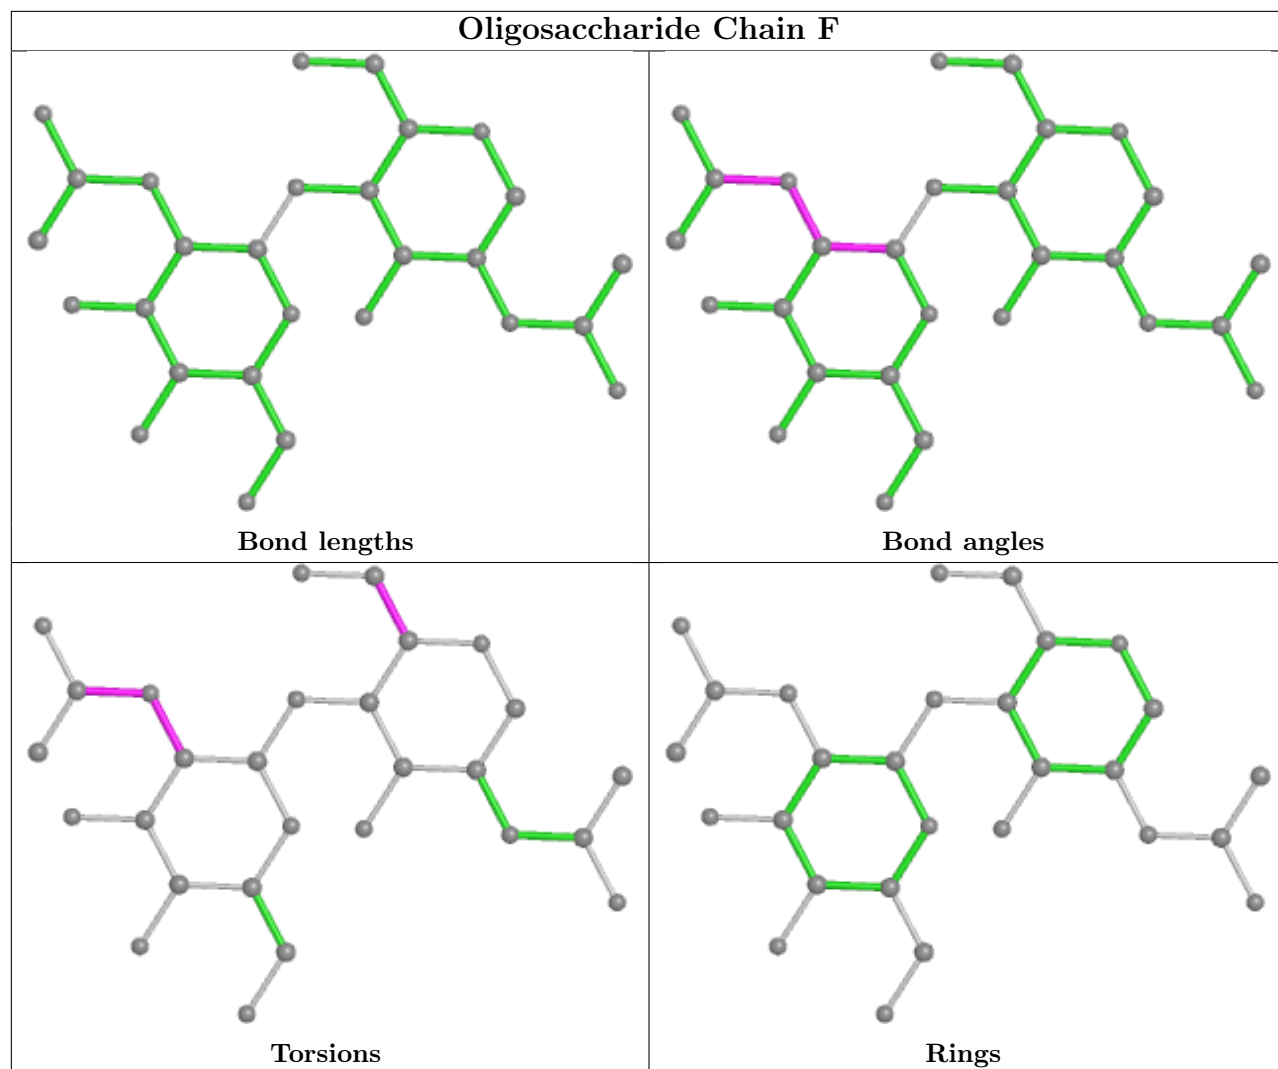 Oligosaccharide Chain F
Bond lengths
Bond angles
Torsions
Rings